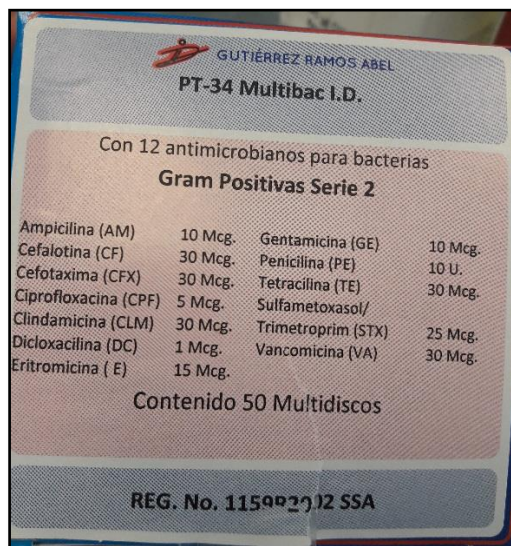 GUTIÉRREZ RAMOS ABEL
PT-34 Multibac I.D.
Con 12 antimicrobianos para bacterias
Gram Positivas Serie 2
Ampicilina (AM) 10 Mcg.
Cefalotina (CF) 30 Mcg.
Cefotaxima (CFX) 30 Mcg.
Ciprofloxacina (CPF) 5 Mcg.
Clindamicina (CLM) 30 Mcg.
Dicloxacilina (DC) 1 Mcg.
Eritromicina ( E) 15 Mcg.
Gentamicina (GE) 10 Mcg.
Penicilina (PE) 10 U.
Tetracilina (TE) 30 Mcg.
Sulfametoxasol/
Trimetroprim (STX) 25 Mcg.
Vancomicina (VA) 30 Mcg.
Contenido 50 Multidiscos
REG. No. SSA